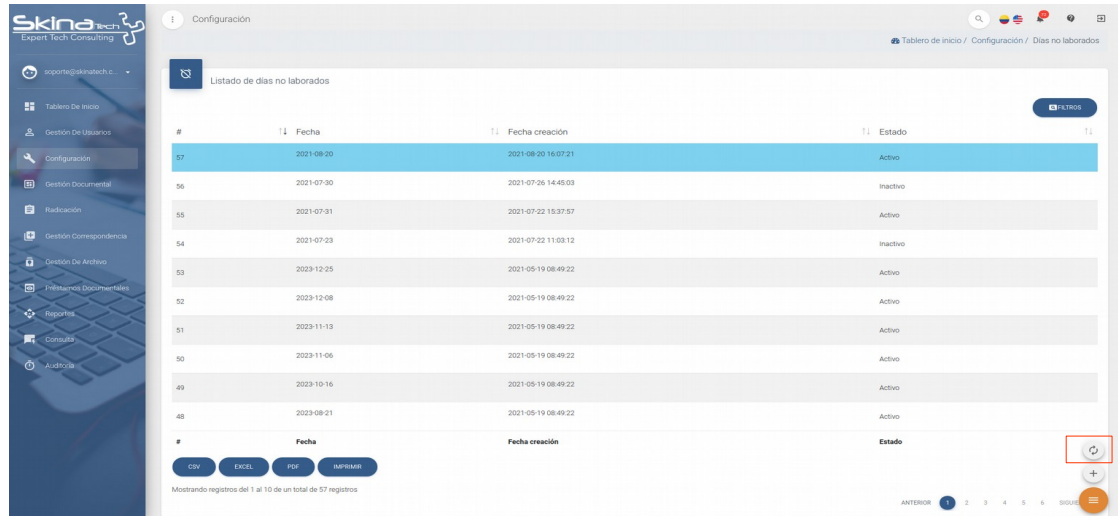 SkinaTech
Expert Tech Consulting
Configuración
Tablero de inicio / Configuración / Días no laborados
soporte@skinatech.c...
Tablero De Inicio
Gestión De Usuarios
Configuración
Gestión Documental
Radicación
Gestión Correspondencia
Gestión De Archivo
Préstamos Documentales
Reportes
Consulta
Auditoría
Listado de días no laborados
FILTROS
# Fecha Fecha creación Estado
57 2021-08-20 2021-08-20 16:07:21 Activo
56 2021-07-30 2021-07-26 14:45:03 Inactivo
55 2021-07-31 2021-07-22 15:37:57 Activo
54 2021-07-23 2021-07-22 11:03:12 Inactivo
53 2023-12-25 2021-05-19 08:49:22 Activo
52 2023-12-08 2021-05-19 08:49:22 Activo
51 2023-11-13 2021-05-19 08:49:22 Activo
50 2023-11-06 2021-05-19 08:49:22 Activo
49 2023-10-16 2021-05-19 08:49:22 Activo
48 2023-08-21 2021-05-19 08:49:22 Activo
# Fecha Fecha creación Estado
CSV EXCEL PDF IMPRIMIR
Mostrando registros del 1 al 10 de un total de 57 registros
ANTERIOR 1 2 3 4 5 6 SIGUIE